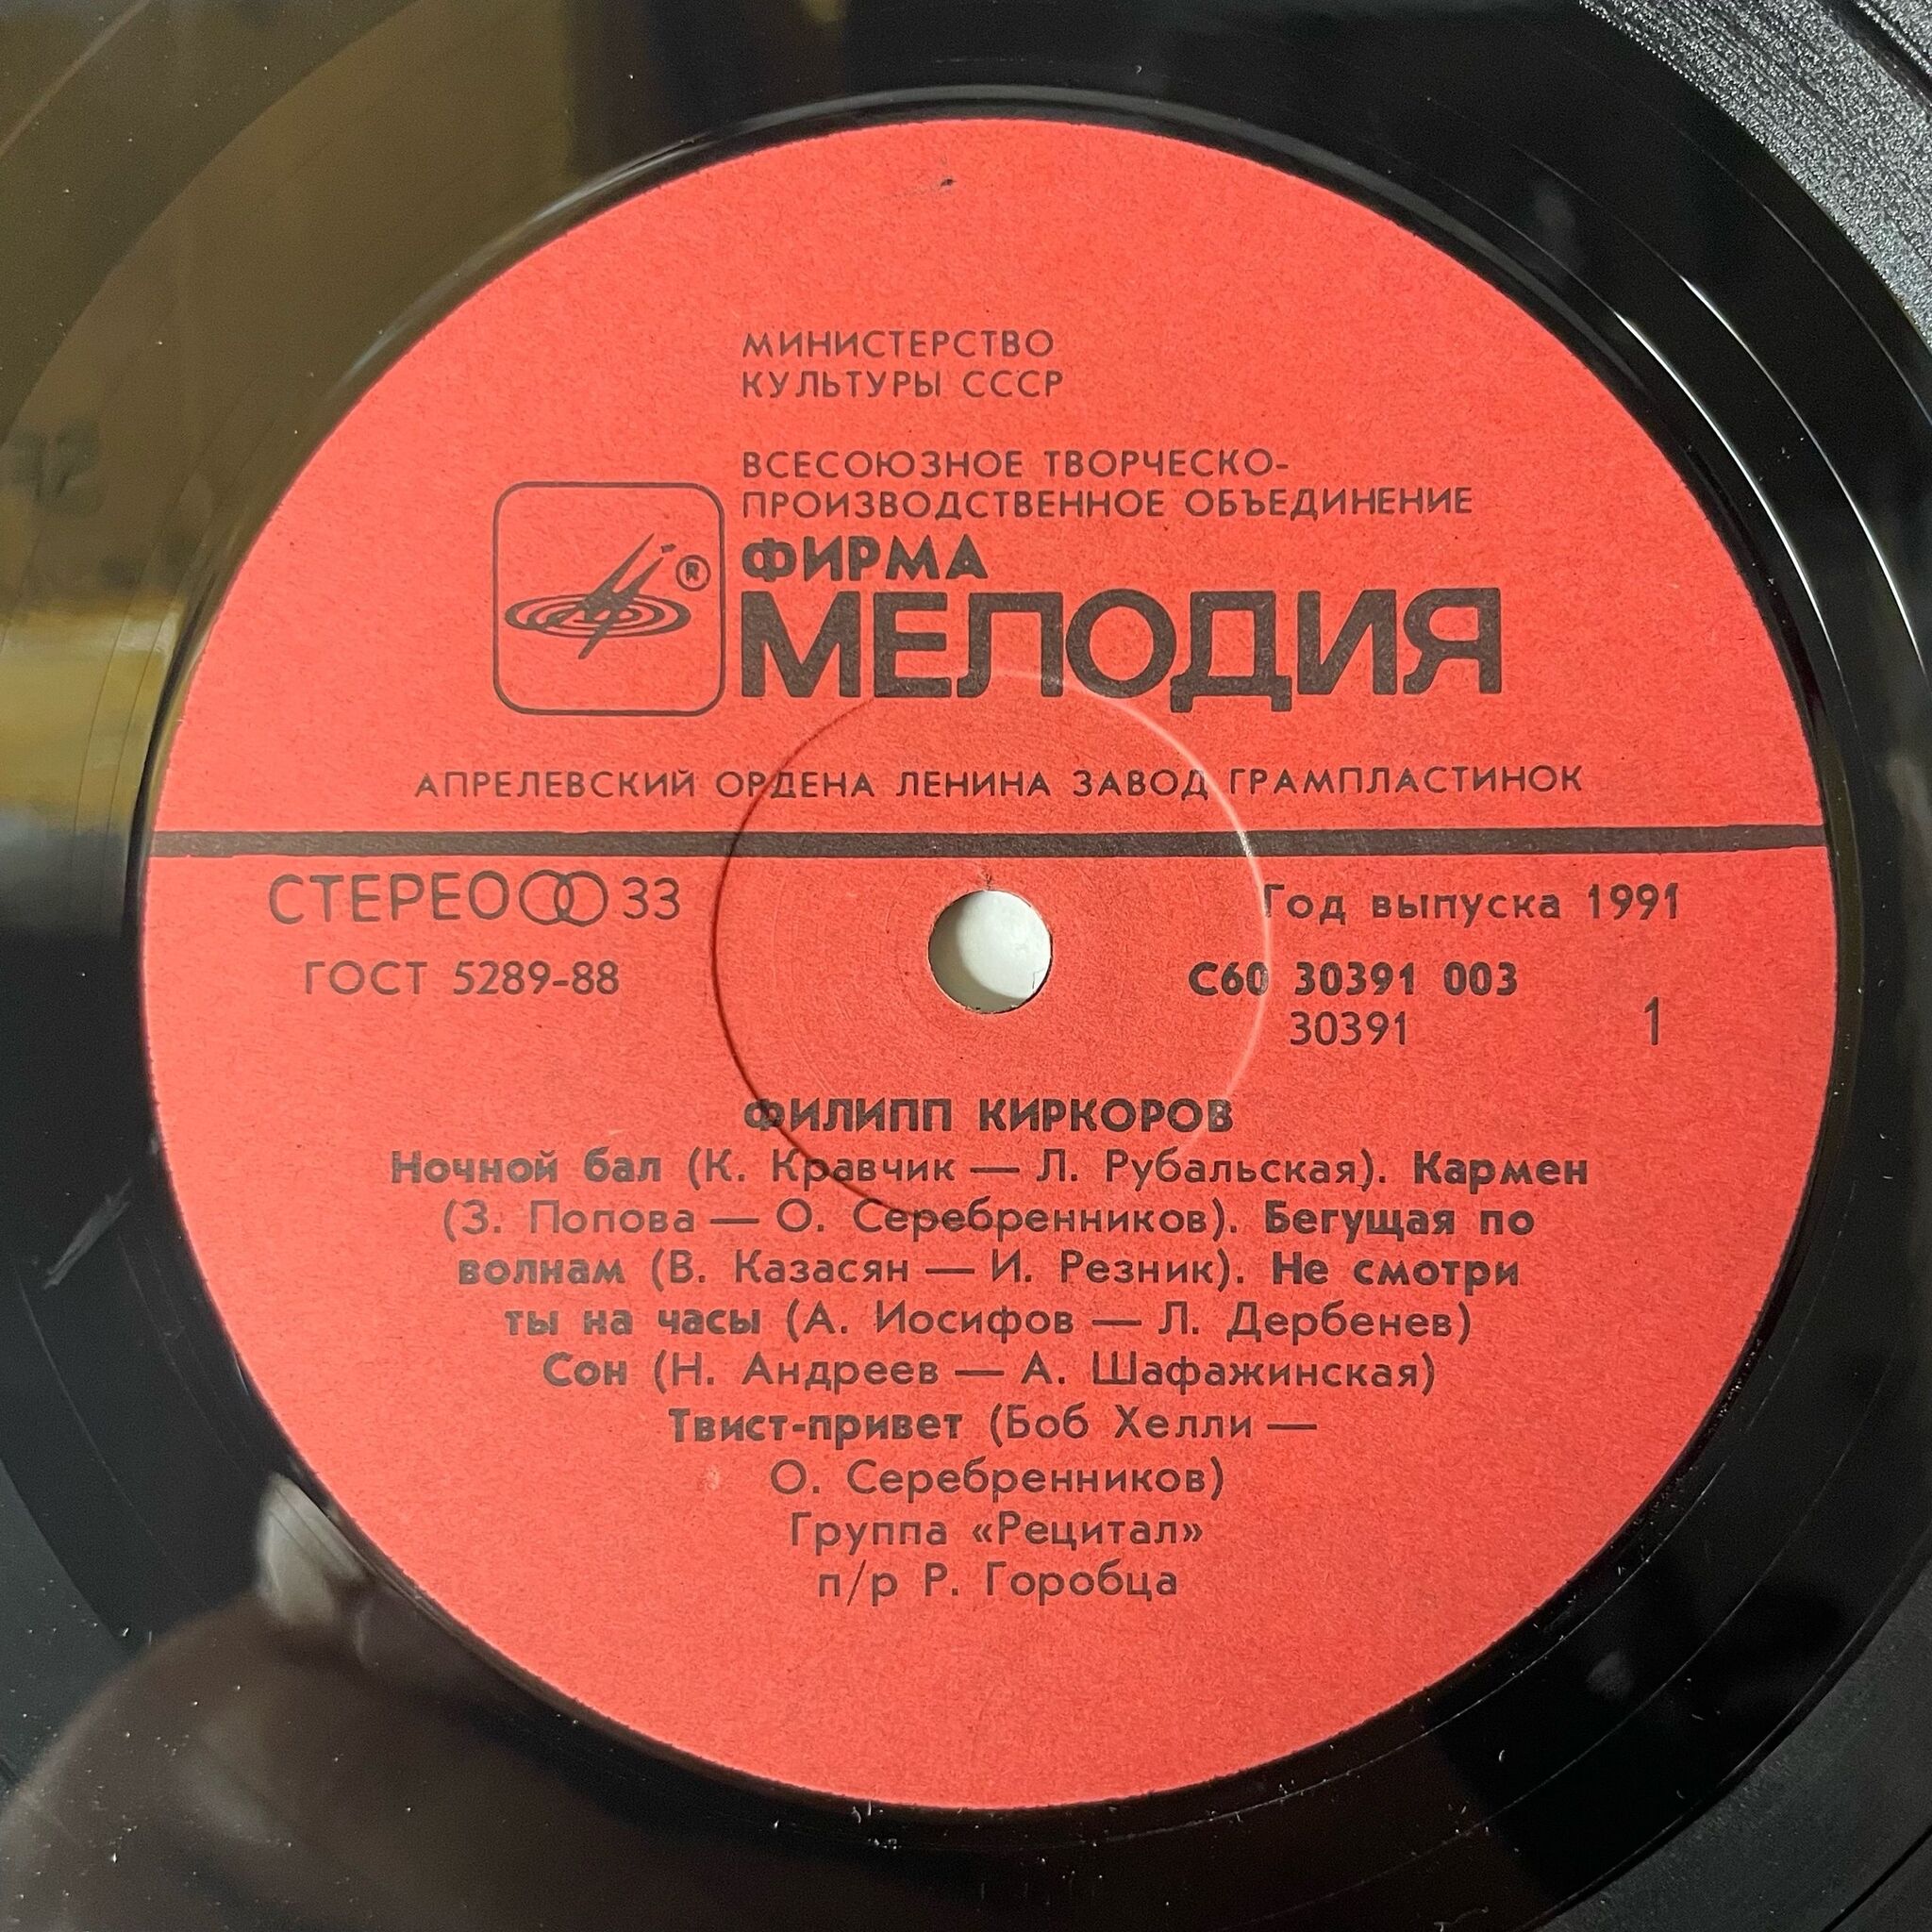 МИНИСТЕРСТВО
КУЛЬТУРЫ СССР
ВСЕСОЮЗНОЕ ТВОРЧЕСКО-
ПРОИЗВОДСТВЕННОЕ ОБЪЕДИНЕНИЕ
ФИРМА
®
МЕЛОДИЯ
АПРЕЛЕВСКИЙ ОРДЕНА ЛЕНИНА ЗАВОД ГРАМПЛАСТИНОК
СТЕРЕО 33
Год выпуска 1991
ГОСТ 5289-88
С60 30391 003
30391
1
ФИЛИПП КИРКОРОВ
Ночной бал (К. Кравчик — Л. Рубальская). Кармен
(З. Попова — О. Серебренников). Бегущая по
волнам (В. Казасян — И. Резник). Не смотри
ты на часы (А. Иосифов — Л. Дербенев)
Сон (Н. Андреев — А. Шафажинская)
Твист-привет (Боб Хелли —
О. Серебренников)
Группа «Рецитал»
п/р Р. Горобца